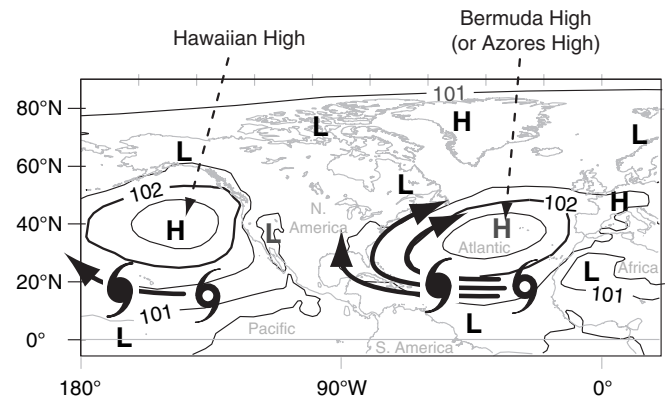 Bermuda High
(or Azores High)
Hawaiian High
101
80°N
H
L
L
L
60°N
L
102
N.
America
102
H
40°N
H
L
H
Atlantic
L
Africa
20°N
101
101
L
Pacific
L
0°
S. America
180°
90°W
0°